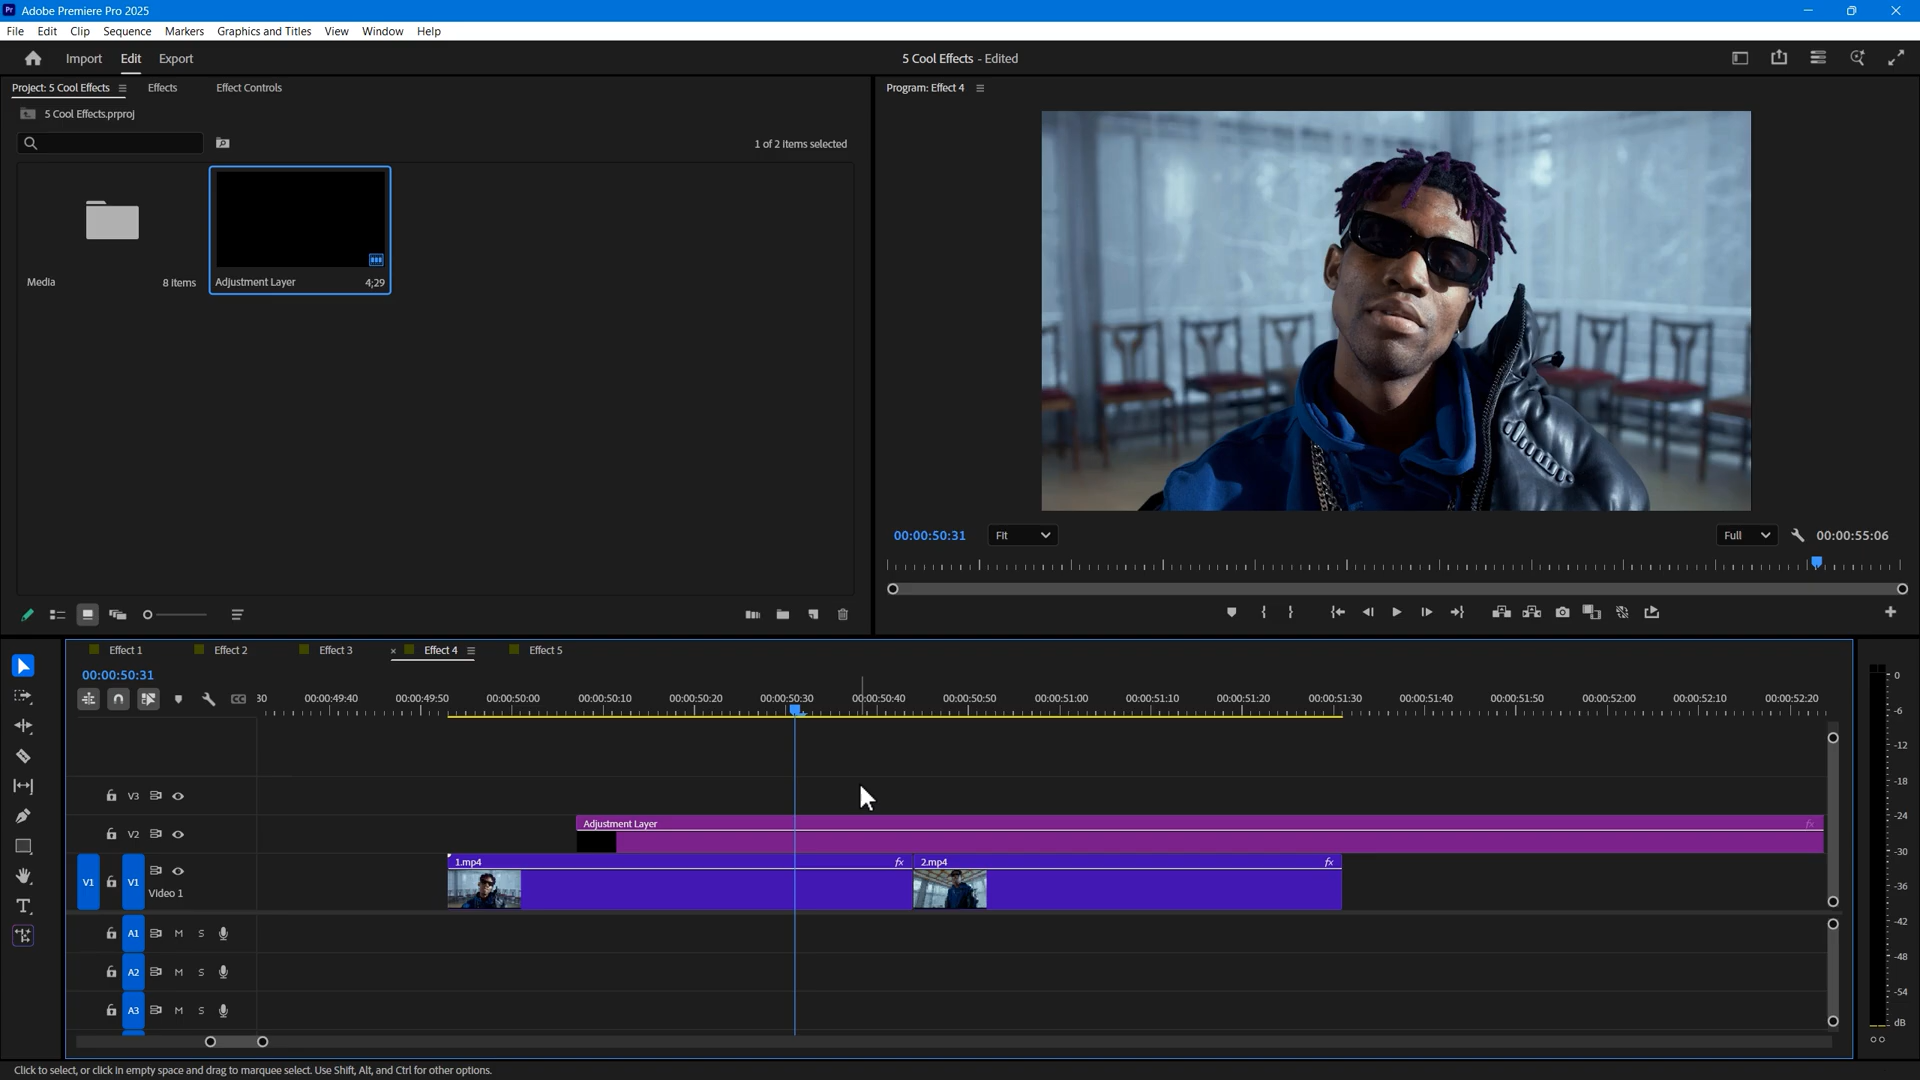 Pr Adobe Premiere Pro 2025
File Edit Clip Sequence Markers Graphics and Titles View Window Help
Import Edit Export
5 Cool Effects - Edited
Project: 5 Cool Effects Effects Effect Controls
5 Cool Effects.prproj
1 of 2 items selected
Media 8 items
Adjustment Layer 4;29
Program: Effect 4
00:00:50:31 Fit Full 00:00:55:06
Effect 1 Effect 2 Effect 3 × Effect 4 Effect 5
00:00:50:31
CC
30 00:00:49:40 00:00:49:50 00:00:50:00 00:00:50:10 00:00:50:20 00:00:50:30 00:00:50:40 00:00:50:50 00:00:51:00 00:00:51:10 00:00:51:20 00:00:51:30 00:00:51:40 00:00:51:50 00:00:52:00 00:00:52:10 00:00:52:20
V3
V2
Adjustment Layer fx
V1 V1 Video 1
1.mp4 fx 2.mp4 fx
A1 M S
A2 M S
A3 M S
0
-6
-12
-18
-24
-30
-36
-42
-48
-54
dB
Click to select, or click in empty space and drag to marquee select. Use Shift, Alt, and Ctrl for other options.